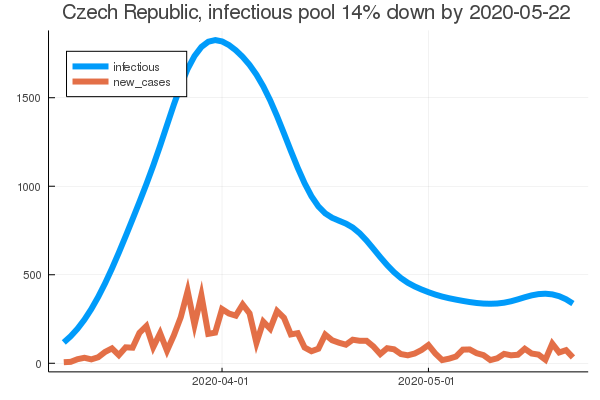 Czech Republic, infectious pool 14% down by 2020-05-22
infectious
new_cases
1500
1000
500
0
2020-04-01
2020-05-01